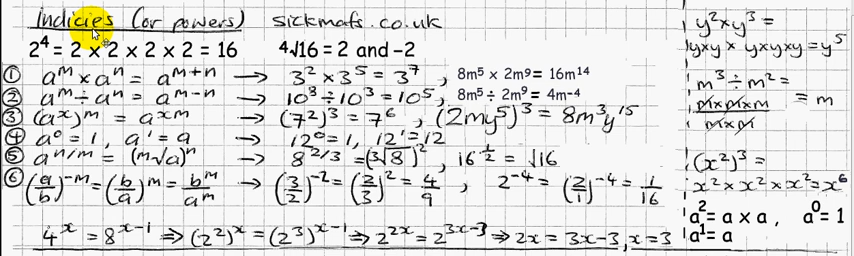 Indicies (or powers) sickmafs.co.uk
2⁴ = 2 × 2 × 2 × 2 = 16 4√16 = 2 and -2
① aᵐ × aⁿ = aᵐ⁺ⁿ → 3² × 3⁵ = 3⁷, 8m⁵ × 2m⁹ = 16m¹⁴
② aᵐ ÷ aⁿ = aᵐ⁻ⁿ → 10⁸ ÷ 10³ = 10⁵, 8m⁵ ÷ 2m⁹ = 4m⁻⁴
③ (aˣ)ᵐ = aˣᵐ → (7²)³ = 7⁶, (2my⁵)³ = 8m³y¹⁵
④ a⁰ = 1, a¹ = a → 12⁰ = 1, 12¹ = 12
⑤ aⁿ/ᵐ = (ᵐ√a)ⁿ → 8²/³ = (³√8)², 16^½ = √16
⑥ (a/b)⁻ᵐ = (b/a)ᵐ = bᵐ/aᵐ → (3/2)⁻² = (2/3)² = 4/9, 2⁻⁴ = (2/1)⁻⁴ = 1/16
4ˣ = 8ˣ⁻¹ ⇒ (2²)ˣ = (2³)ˣ⁻¹ ⇒ 2²ˣ = 2³ˣ⁻³ ⇒ 2x = 3x-3, x = 3
y² × y³ =
y×y × y×y×y = y⁵
m³ ÷ m² =
m×m×m/m×m = m
(x²)³ =
x² × x² × x² = x⁶
a² = a × a, a⁰ = 1
a¹ = a